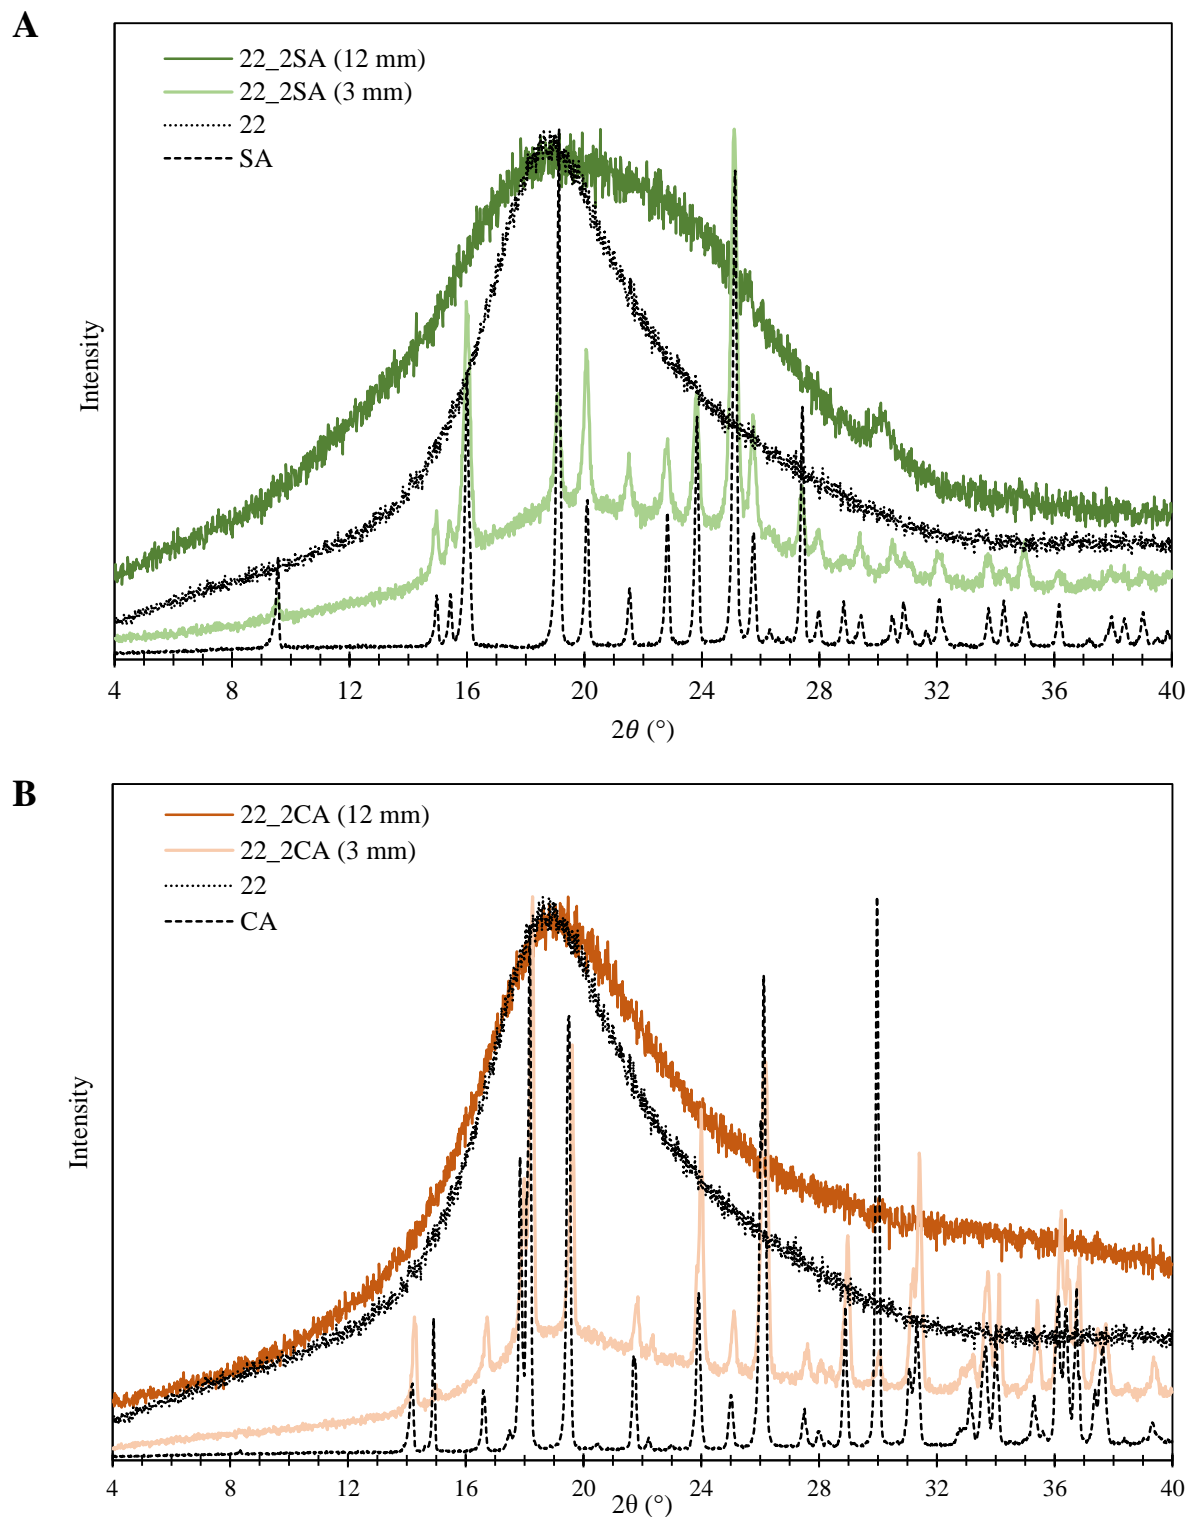 A
22_2SA (12 mm)
22_2SA (3 mm)
22
SA
Intensity
4 8 12 16 20 24 28 32 36 40
2θ (°)
B
22_2CA (12 mm)
22_2CA (3 mm)
22
CA
Intensity
4 8 12 16 20 24 28 32 36 40
2θ (°)